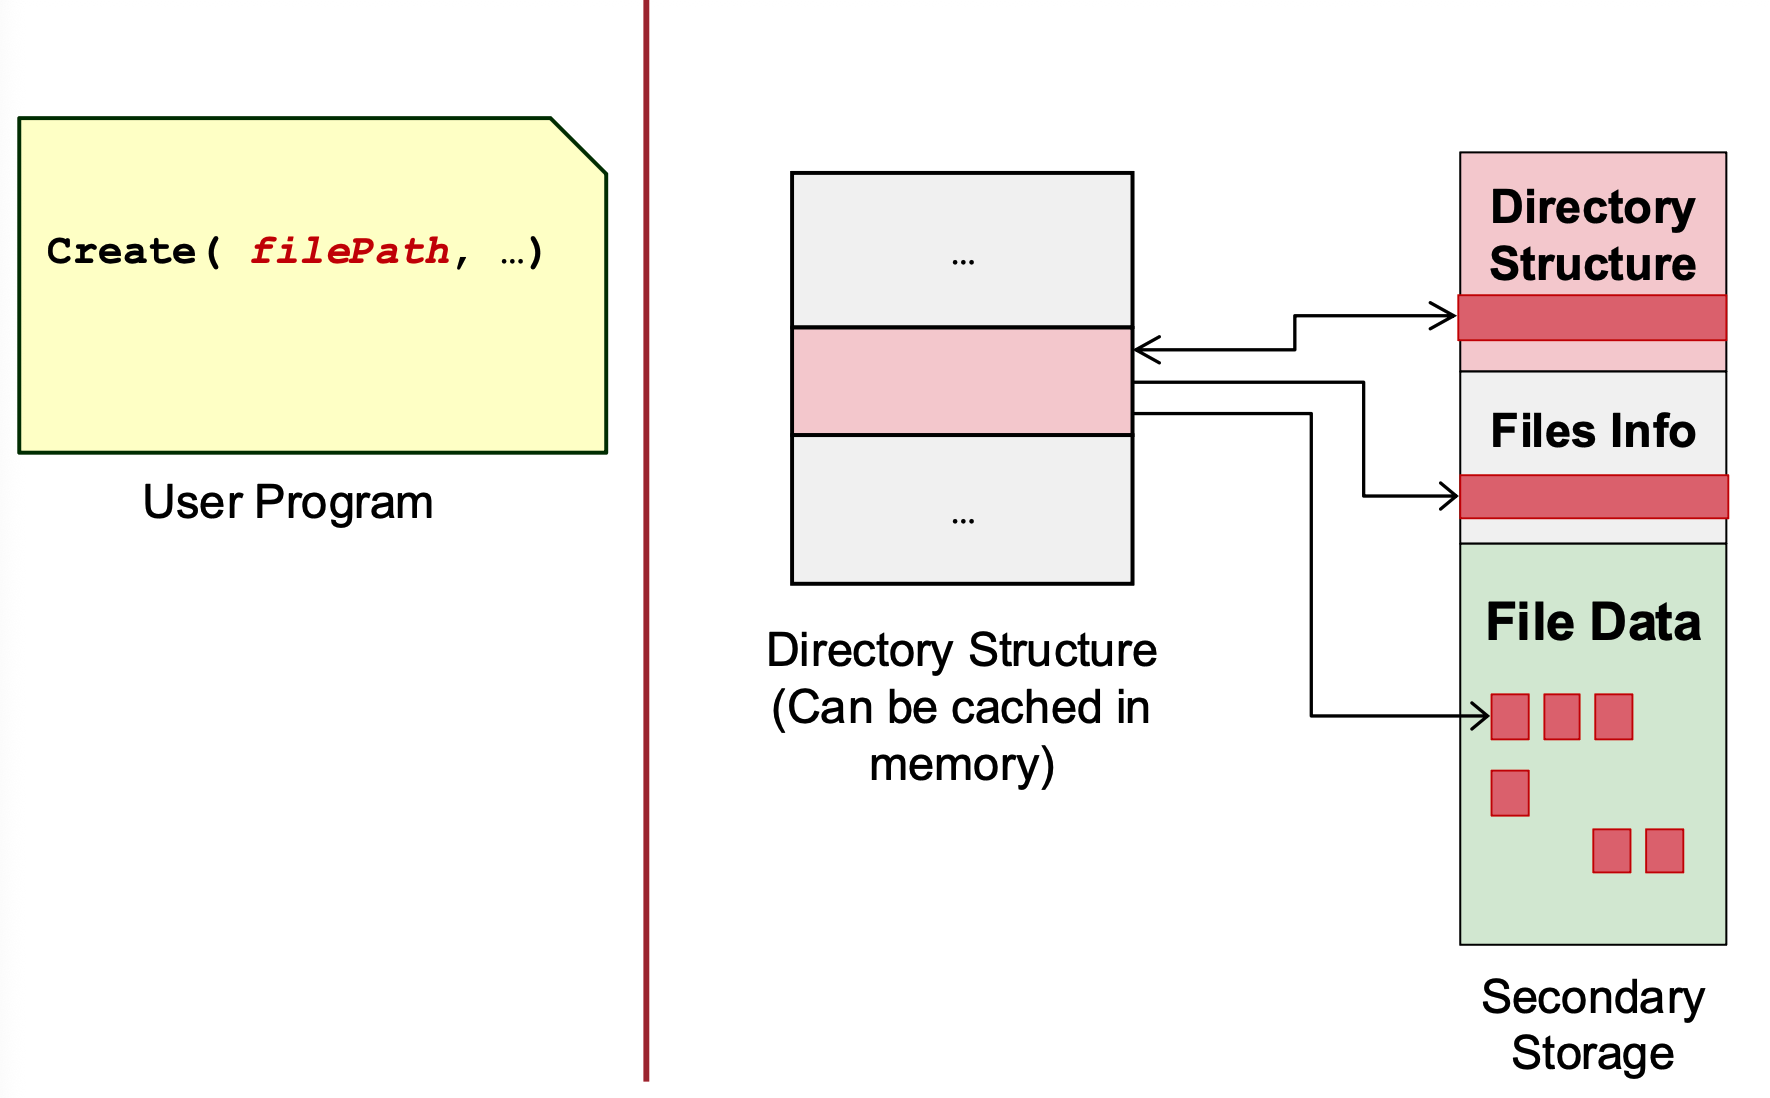 Create( filePath, …)
User Program
...
...
Directory Structure
(Can be cached in
memory)
Directory
Structure
Files Info
File Data
Secondary
Storage